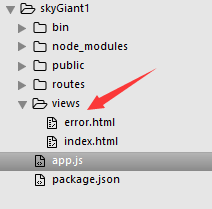 skyGiant1
bin
node_modules
public
routes
views
error.html
index.html
app.js
package.json